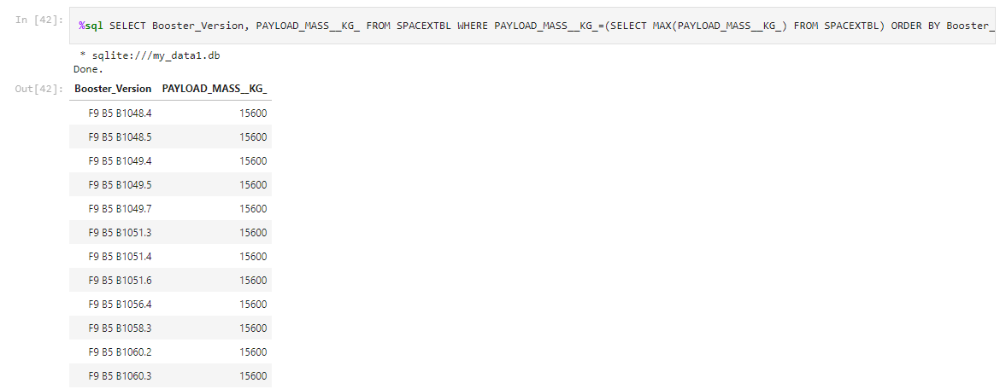 In [42]:
%sql SELECT Booster_Version, PAYLOAD_MASS__KG_ FROM SPACEXTBL WHERE PAYLOAD_MASS__KG_=(SELECT MAX(PAYLOAD_MASS__KG_) FROM SPACEXTBL) ORDER BY Booster_
* sqlite:///my_data1.db
Done.
Out[42]:
Booster_Version PAYLOAD_MASS__KG_
F9 B5 B1048.4 15600
F9 B5 B1048.5 15600
F9 B5 B1049.4 15600
F9 B5 B1049.5 15600
F9 B5 B1049.7 15600
F9 B5 B1051.3 15600
F9 B5 B1051.4 15600
F9 B5 B1051.6 15600
F9 B5 B1056.4 15600
F9 B5 B1058.3 15600
F9 B5 B1060.2 15600
F9 B5 B1060.3 15600